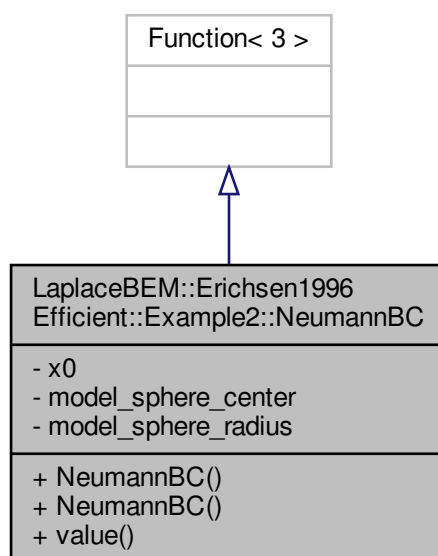 Function< 3 >
LaplaceBEM::Erichsen1996
Efficient::Example2::NeumannBC
- x0
- model_sphere_center
- model_sphere_radius
+ NeumannBC()
+ NeumannBC()
+ value()